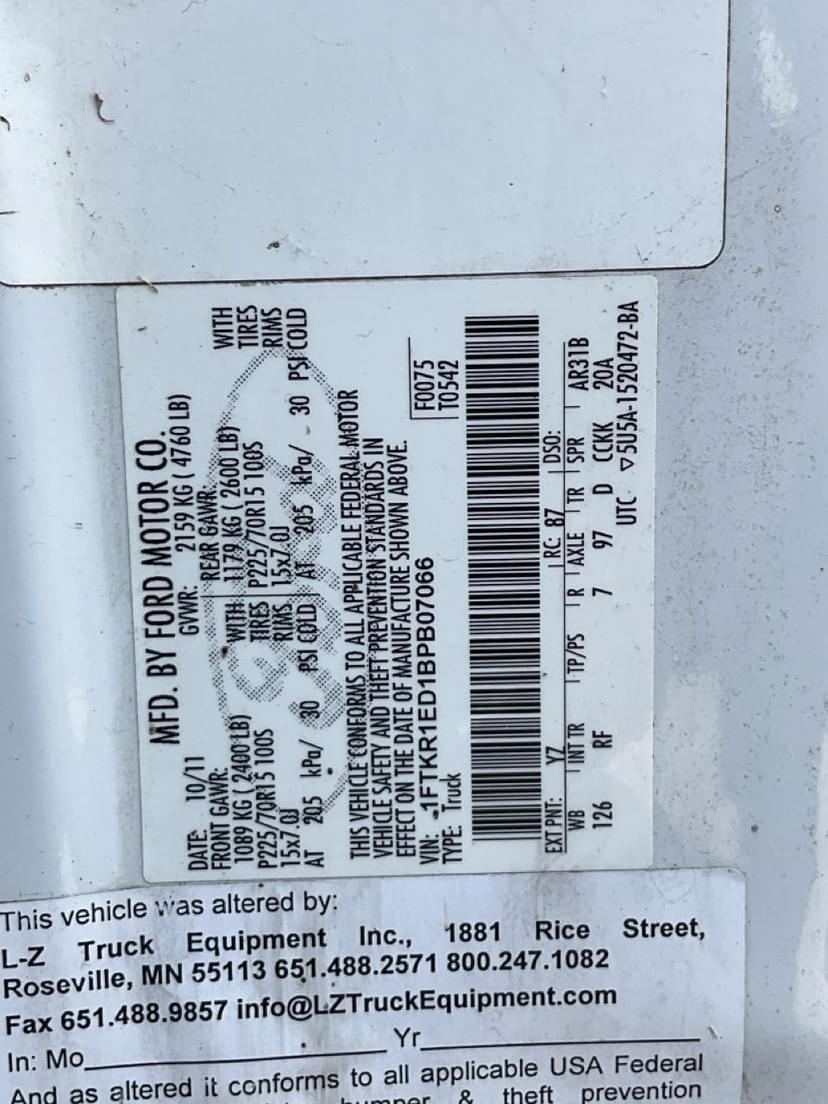 MFD. BY FORD MOTOR CO.
DATE: 10/11 GVWR: 2159 KG ( 4760 LB)
FRONT GAWR: REAR GAWR:
1089 KG ( 2400 LB) WITH 1179 KG ( 2600 LB) WITH
P225/70R15 100S TIRES P225/70R15 100S TIRES
15x7.0J RIMS 15x7.0J RIMS
AT 205 kPa/ 30 PSI COLD AT 205 kPa/ 30 PSI COLD
THIS VEHICLE CONFORMS TO ALL APPLICABLE FEDERAL MOTOR
VEHICLE SAFETY AND THEFT PREVENTION STANDARDS IN
EFFECT ON THE DATE OF MANUFACTURE SHOWN ABOVE.
VIN: 1FTKR1ED1BPB07066 F0075
TYPE: Truck T0542
EXT PNT: YZ RC: 87 DSO:
WB INT TR TP/PS R AXLE TR SPR AR31B
126 RF 7 97 D CCKK 20A
UTC ▽5U5A-1520472-BA
This vehicle was altered by:
L-Z Truck Equipment Inc., 1881 Rice Street,
Roseville, MN 55113 651.488.2571 800.247.1082
Fax 651.488.9857 info@LZTruckEquipment.com
In: Mo Yr
And as altered it conforms to all applicable USA Federal
bumper & theft prevention